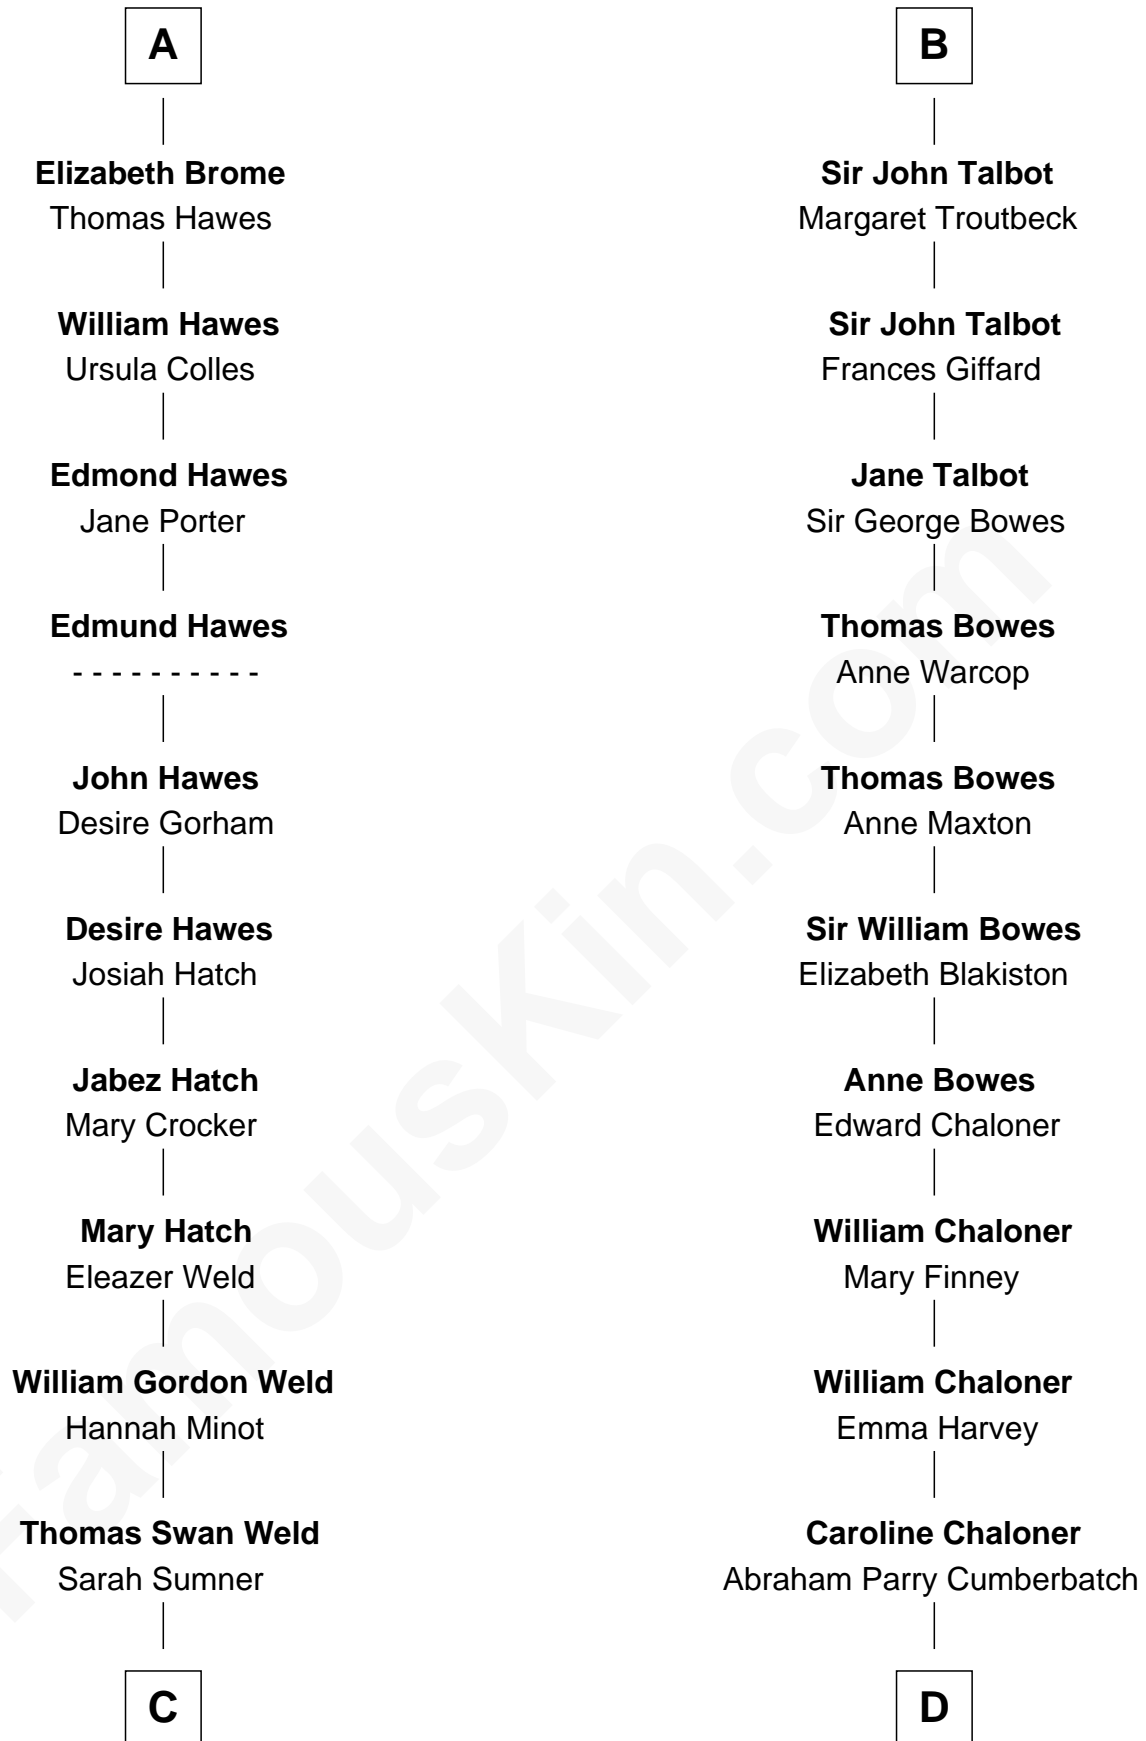 A
Elizabeth Brome
Thomas Hawes
William Hawes
Ursula Colles
Edmond Hawes
Jane Porter
Edmund Hawes
- - - - - - - - - -
John Hawes
Desire Gorham
Desire Hawes
Josiah Hatch
Jabez Hatch
Mary Crocker
Mary Hatch
Eleazer Weld
William Gordon Weld
Hannah Minot
Thomas Swan Weld
Sarah Sumner
C
B
Sir John Talbot
Margaret Troutbeck
Sir John Talbot
Frances Giffard
Jane Talbot
Sir George Bowes
Thomas Bowes
Anne Warcop
Thomas Bowes
Anne Maxton
Sir William Bowes
Elizabeth Blakiston
Anne Bowes
Edward Chaloner
William Chaloner
Mary Finney
William Chaloner
Emma Harvey
Caroline Chaloner
Abraham Parry Cumberbatch
D
FamousKin.com